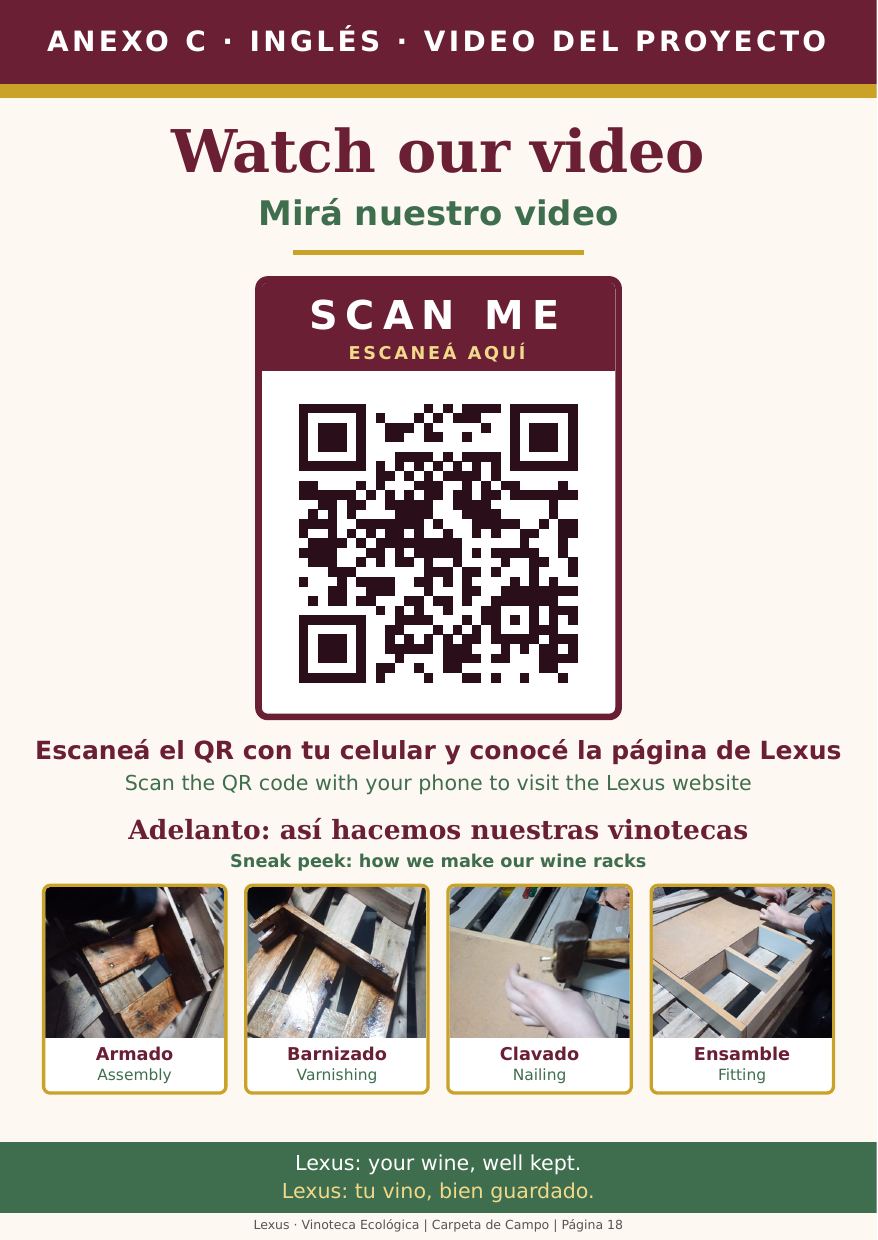 ANEXO C · INGLÉS · VIDEO DEL PROYECTO
Watch our video
Mirá nuestro video
SCAN ME
ESCANEÁ AQUÍ
Escaneá el QR con tu celular y conocé la página de Lexus
Scan the QR code with your phone to visit the Lexus website
Adelanto: así hacemos nuestras vinotecas
Sneak peek: how we make our wine racks
Armado
Assembly
Barnizado
Varnishing
Clavado
Nailing
Ensamble
Fitting
Lexus: your wine, well kept.
Lexus: tu vino, bien guardado.
Lexus · Vinoteca Ecológica | Carpeta de Campo | Página 18